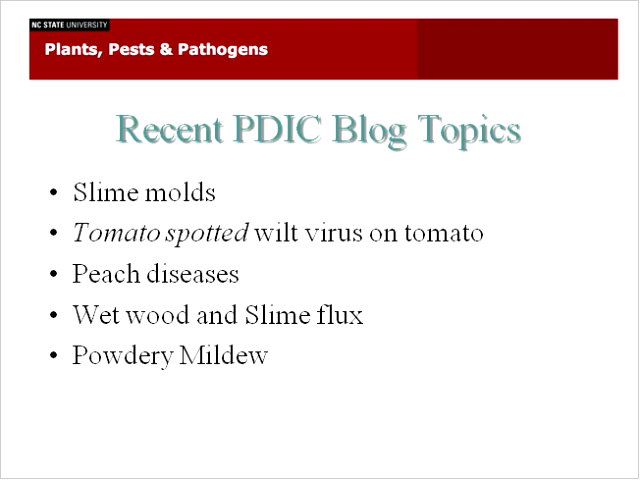 NC STATE UNIVERSITY
Plants, Pests & Pathogens
Recent PDIC Blog Topics
• Slime molds
• Tomato spotted wilt virus on tomato
• Peach diseases
• Wet wood and Slime flux
• Powdery Mildew